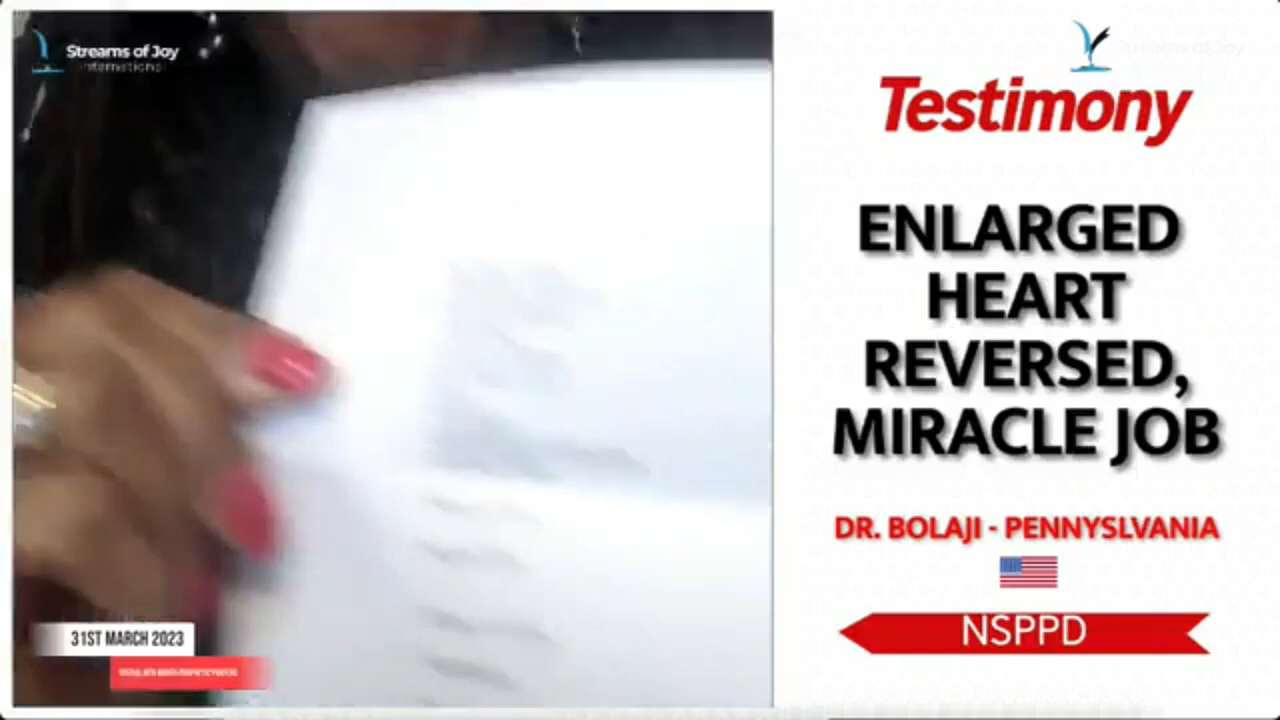 Streams of Joy
international
31ST MARCH 2023
Testimony
ENLARGED
HEART
REVERSED,
MIRACLE JOB
DR. BOLAJI - PENNYSLVANIA
NSPPD